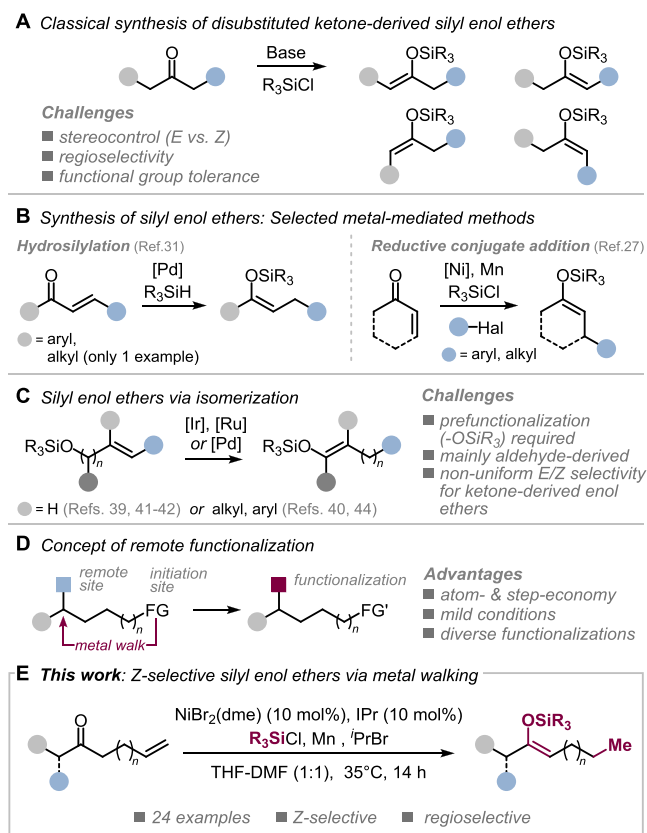 A Classical synthesis of disubstituted ketone-derived silyl enol ethers
O
Base
R3SiCl
OSiR3
OSiR3
Challenges
■ stereocontrol (E vs. Z)
■ regioselectivity
■ functional group tolerance
OSiR3
OSiR3
B Synthesis of silyl enol ethers: Selected metal-mediated methods
Hydrosilylation (Ref.31)
O
[Pd]
R3SiH
OSiR3
= aryl,
alkyl (only 1 example)
Reductive conjugate addition (Ref.27)
O
[Ni], Mn
R3SiCl
Hal
= aryl, alkyl
OSiR3
C Silyl enol ethers via isomerization
R3SiO
n
[Ir], [Ru]
or [Pd]
R3SiO
n
= H (Refs. 39, 41-42) or alkyl, aryl (Refs. 40, 44)
Challenges
■ prefunctionalization
(-OSiR3) required
■ mainly aldehyde-derived
■ non-uniform E/Z selectivity
for ketone-derived enol
ethers
D Concept of remote functionalization
remote
site
initiation
site
FG
n
metal walk
functionalization
FG'
n
Advantages
■ atom- & step-economy
■ mild conditions
■ diverse functionalizations
E This work: Z-selective silyl enol ethers via metal walking
O
n
NiBr2(dme) (10 mol%), IPr (10 mol%)
R3SiCl, Mn , iPrBr
THF-DMF (1:1), 35°C, 14 h
OSiR3
n
Me
■ 24 examples ■ Z-selective ■ regioselective